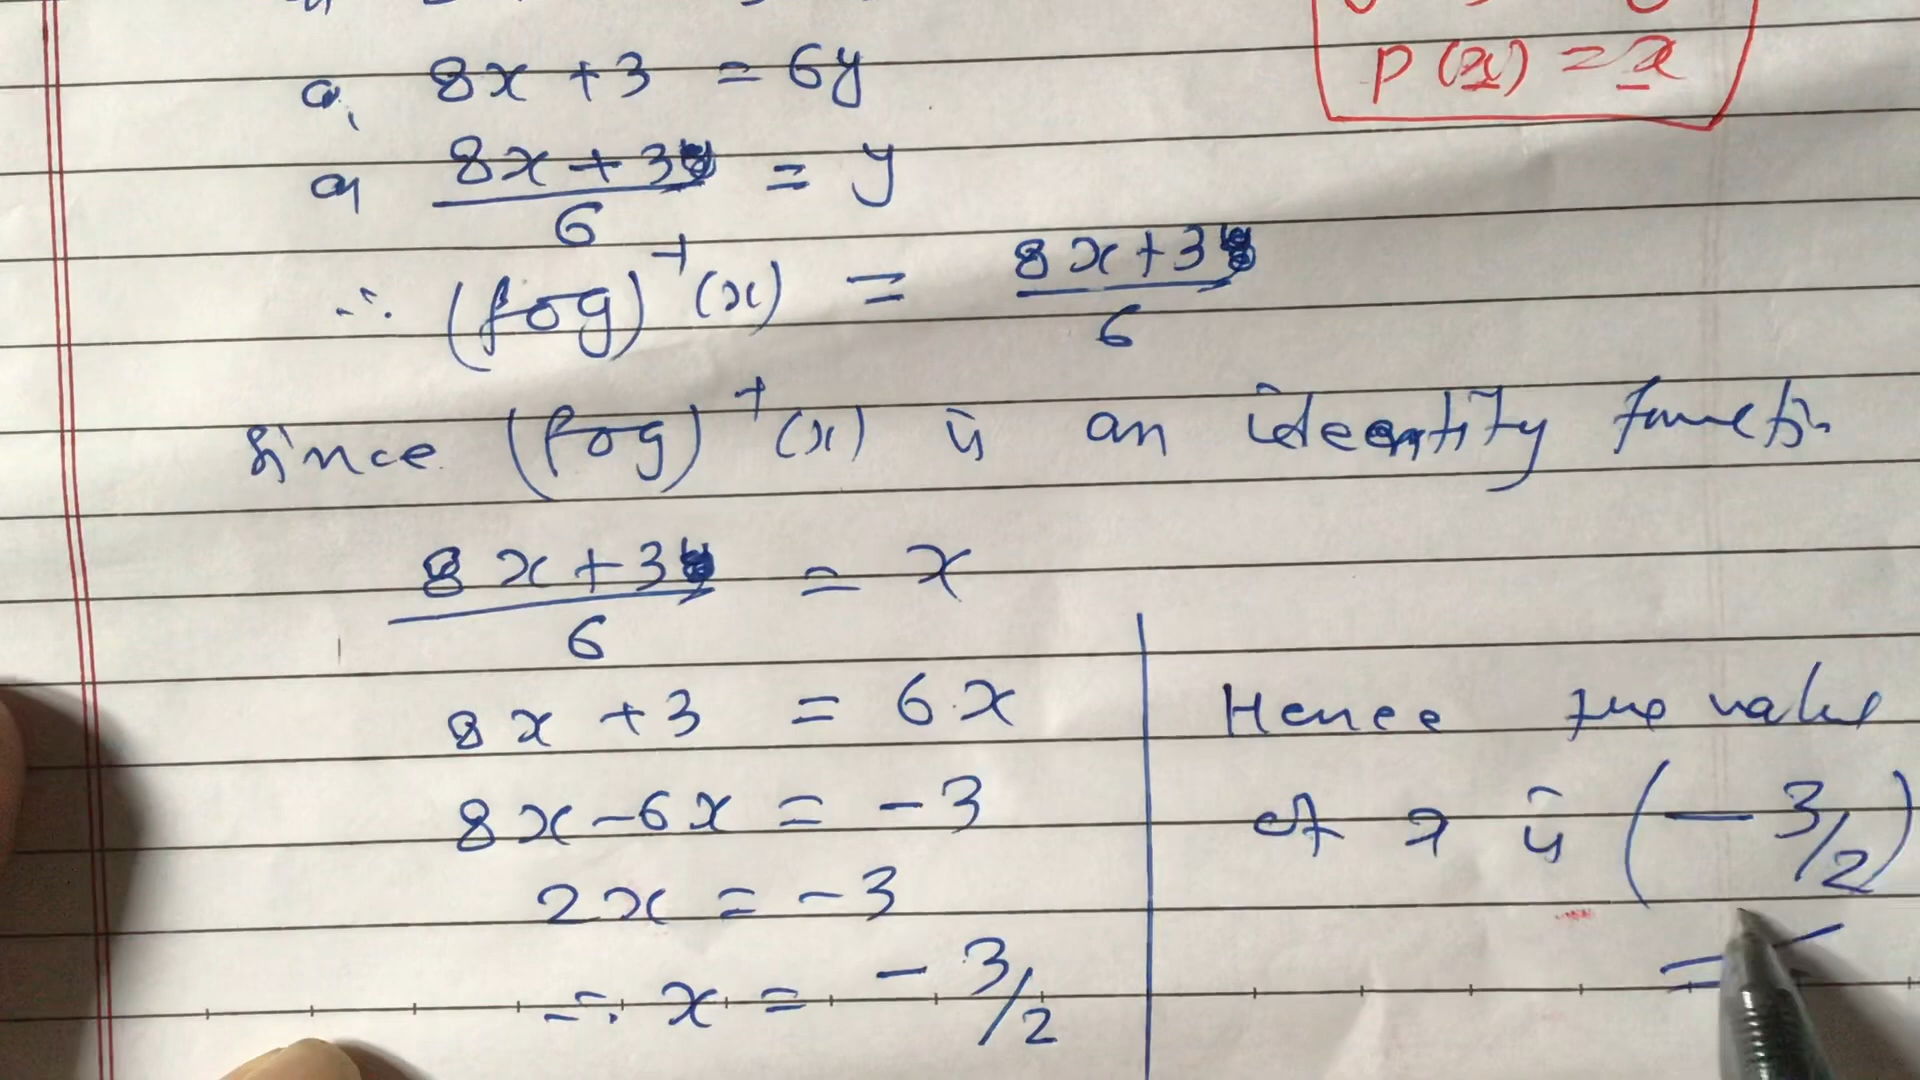 P(x) = x
or, 8x + 3 = 6y
or 8x + 3 / 6 = y
∴ (fog)⁻¹(x) = 8x + 3 / 6
Since (fog)⁻¹(x) is an identity function
8x + 3 / 6 = x
8x + 3 = 6x
8x - 6x = -3
2x = -3
∴ x = -3/2
Hence the value
of x is (-3/2)